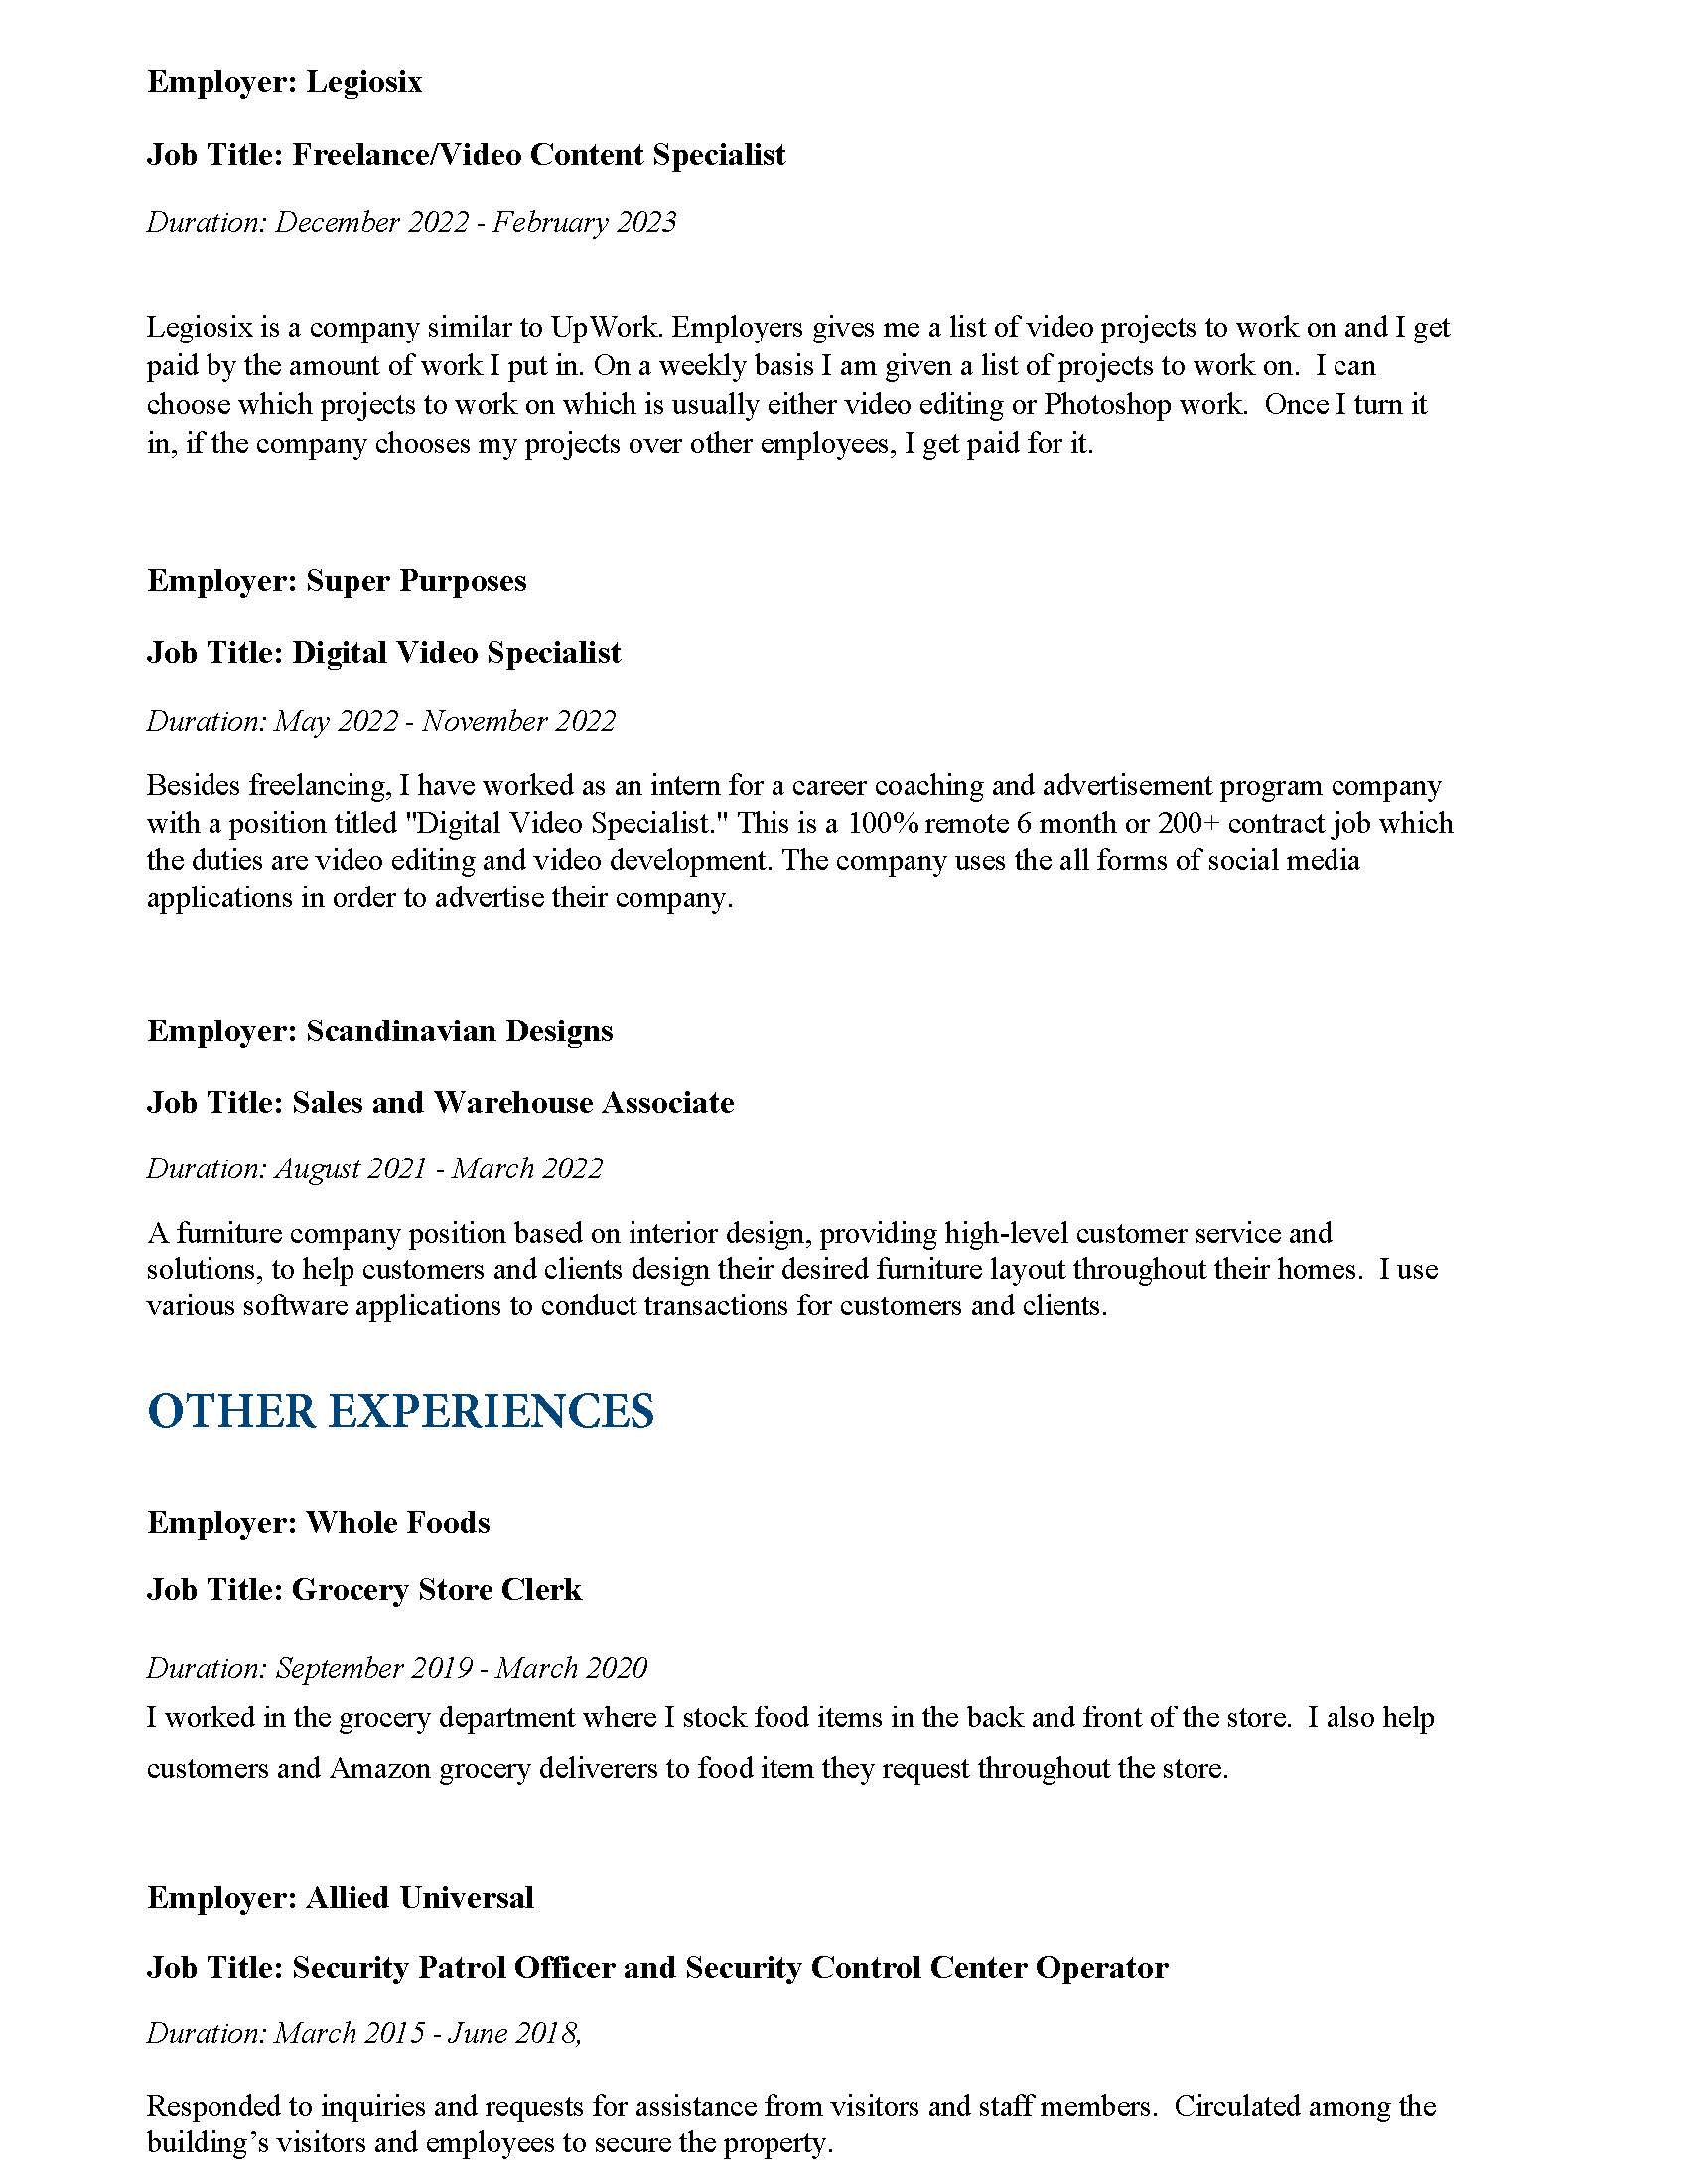 Employer: Legiosix
Job Title: Freelance/Video Content Specialist
Duration: December 2022 - February 2023
Legiosix is a company similar to UpWork. Employers gives me a list of video projects to work on and I get
paid by the amount of work I put in. On a weekly basis I am given a list of projects to work on.  I can
choose which projects to work on which is usually either video editing or Photoshop work.  Once I turn it
in, if the company chooses my projects over other employees, I get paid for it.
Employer: Super Purposes
Job Title: Digital Video Specialist
Duration: May 2022 - November 2022
Besides freelancing, I have worked as an intern for a career coaching and advertisement program company
with a position titled "Digital Video Specialist." This is a 100% remote 6 month or 200+ contract job which
the duties are video editing and video development. The company uses the all forms of social media
applications in order to advertise their company.
Employer: Scandinavian Designs
Job Title: Sales and Warehouse Associate
Duration: August 2021 - March 2022
A furniture company position based on interior design, providing high-level customer service and
solutions, to help customers and clients design their desired furniture layout throughout their homes.  I use
various software applications to conduct transactions for customers and clients.
OTHER EXPERIENCES
Employer: Whole Foods
Job Title: Grocery Store Clerk
Duration: September 2019 - March 2020
I worked in the grocery department where I stock food items in the back and front of the store.  I also help
customers and Amazon grocery deliverers to food item they request throughout the store.
Employer: Allied Universal
Job Title: Security Patrol Officer and Security Control Center Operator
Duration: March 2015 - June 2018,
Responded to inquiries and requests for assistance from visitors and staff members.  Circulated among the
building’s visitors and employees to secure the property.